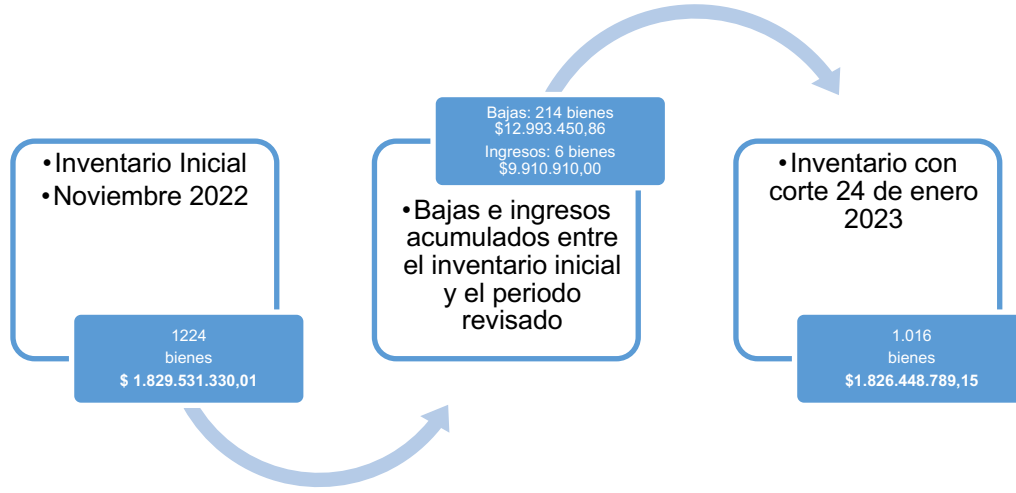 •Inventario Inicial
•Noviembre 2022
1224
bienes
$ 1.829.531.330,01
Bajas: 214 bienes
$12.993.450,86
Ingresos: 6 bienes
$9.910.910,00
•Bajas e ingresos
acumulados entre
el inventario inicial
y el periodo
revisado
•Inventario con
corte 24 de enero
2023
1.016
bienes
$1.826.448.789,15